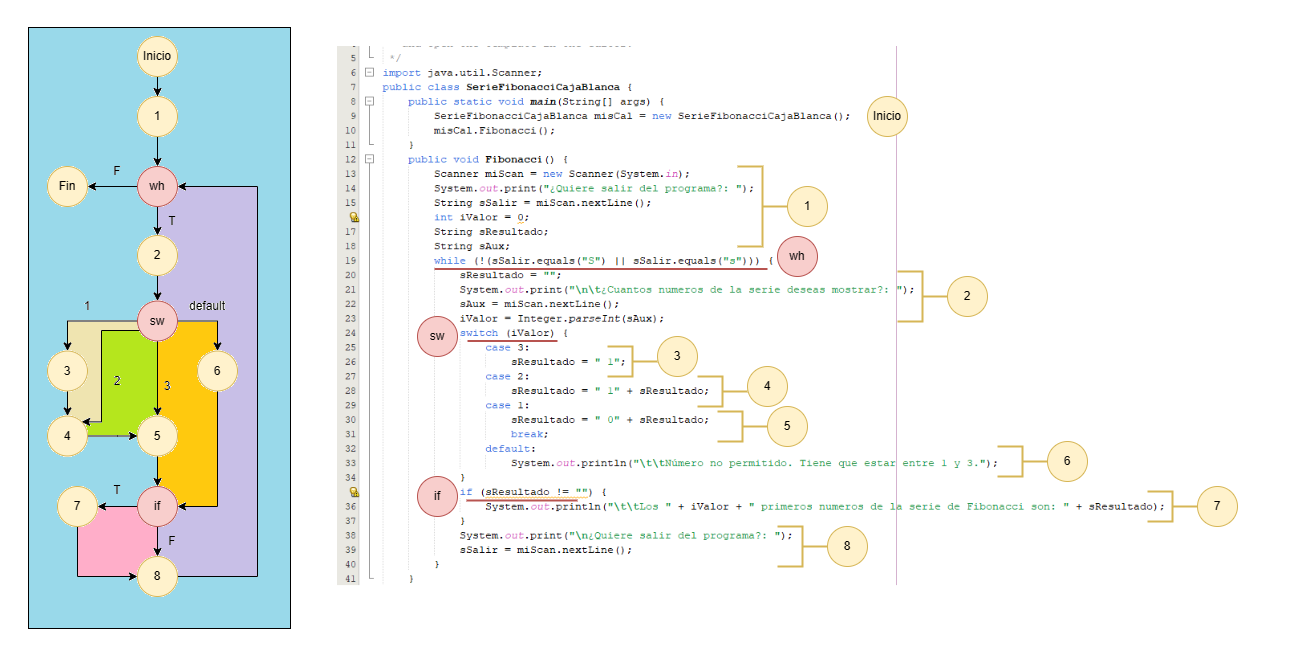 Inicio
1
F
Fin
wh
T
2
1
default
sw
3
2
3
6
4
5
T
7
if
F
8
5 */
6 import java.util.Scanner;
7 public class SerieFibonacciCajaBlanca {
8 public static void main(String[] args) {
9 SerieFibonacciCajaBlanca misCal = new SerieFibonacciCajaBlanca();
Inicio
10 misCal.Fibonacci();
11 }
12 public void Fibonacci() {
13 Scanner miScan = new Scanner(System.in);
14 System.out.print("¿Quiere salir del programa?: ");
15 String sSalir = miScan.nextLine();
1
int iValor = 0;
17 String sResultado;
18 String sAux;
19 while (!(sSalir.equals("S") || sSalir.equals("s"))) {
wh
20 sResultado = "";
21 System.out.print("\n\t¿Cuantos numeros de la serie deseas mostrar?: ");
2
22 sAux = miScan.nextLine();
23 iValor = Integer.parseInt(sAux);
sw
24 switch (iValor) {
25 case 3:
26 sResultado = " 1";
3
27 case 2:
28 sResultado = " 1" + sResultado;
4
29 case 1:
30 sResultado = " 0" + sResultado;
5
31 break;
32 default:
33 System.out.println("\t\tNúmero no permitido. Tiene que estar entre 1 y 3.");
6
34 }
if
if (sResultado != "") {
36 System.out.println("\t\tLos " + iValor + " primeros numeros de la serie de Fibonacci son: " + sResultado);
7
37 }
38 System.out.print("\n¿Quiere salir del programa?: ");
8
39 sSalir = miScan.nextLine();
40 }
41 }